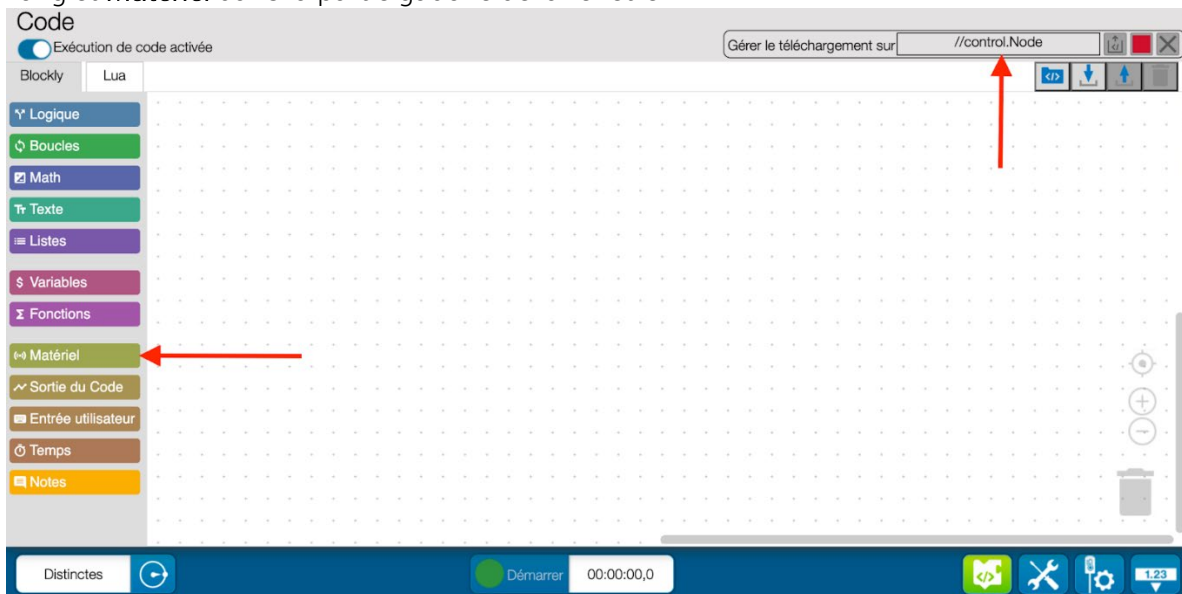 Code
Exécution de code activée
Gérer le téléchargement sur //control.Node
Blockly Lua
Logique
Boucles
Math
Tr Texte
Listes
$ Variables
Σ Fonctions
Matériel
Sortie du Code
Entrée utilisateur
Temps
Notes
Distinctes
Démarrer 00:00:00,0
1.23